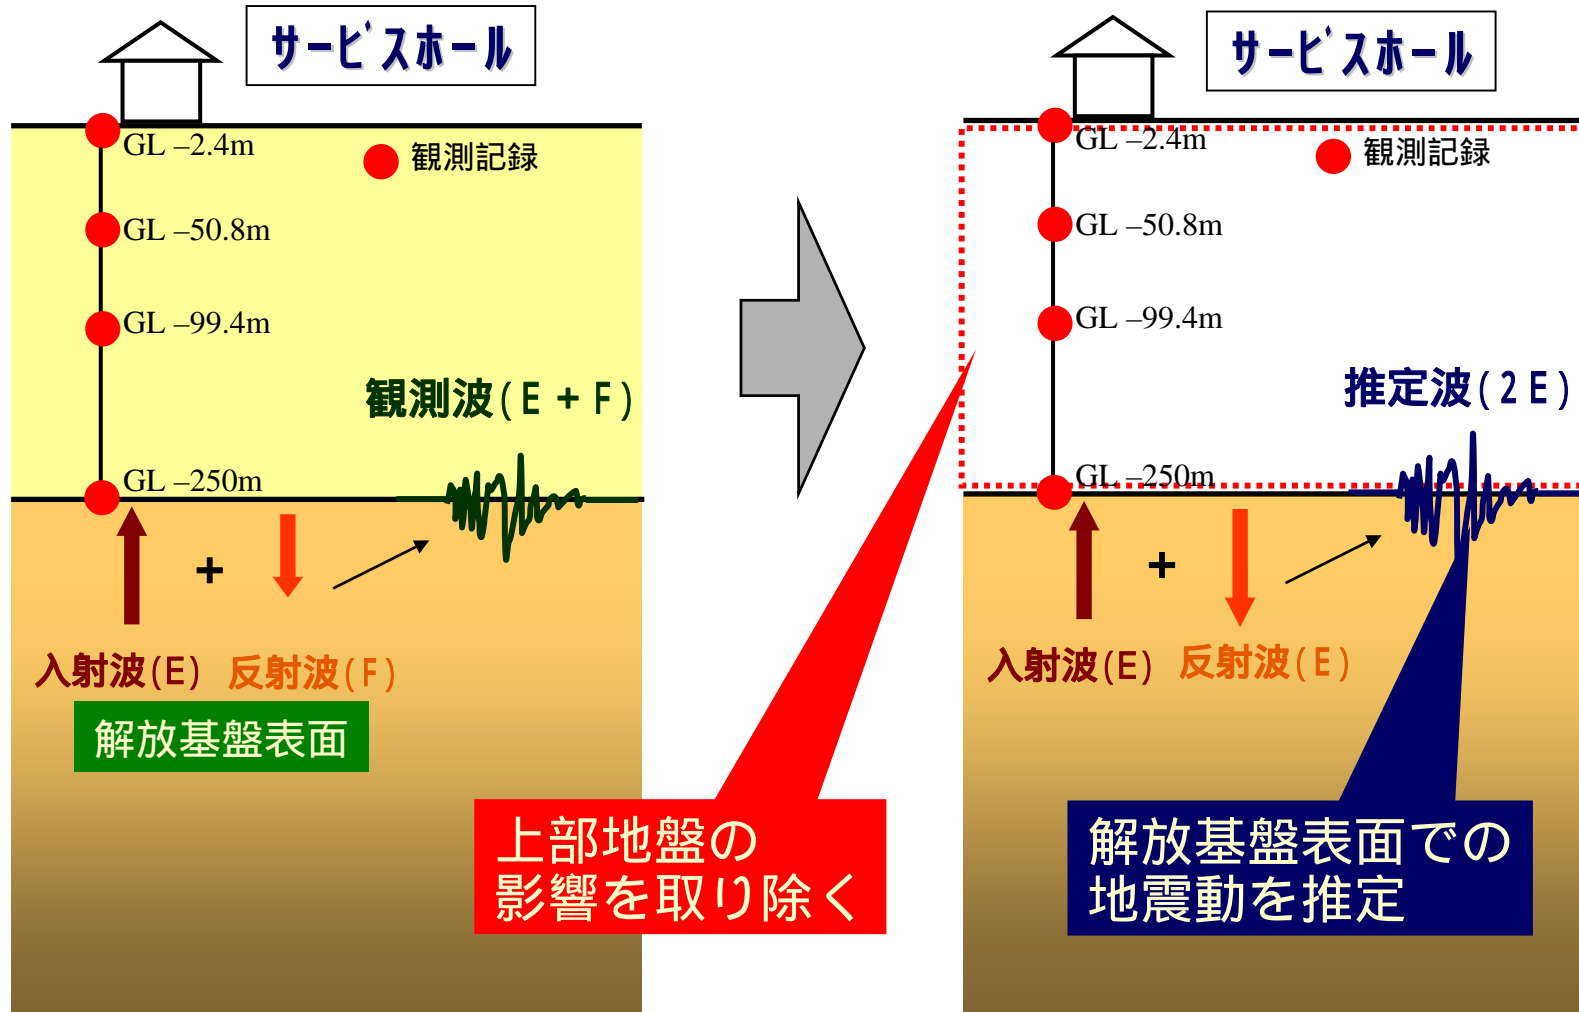 サービスホール
GL –2.4m
観測記録
GL –50.8m
GL –99.4m
観測波(E + F)
GL –250m
+
入射波(E) 反射波(F)
解放基盤表面
上部地盤の
影響を取り除く
サービスホール
GL –2.4m
観測記録
GL –50.8m
GL –99.4m
推定波(2E)
GL –250m
+
入射波(E) 反射波(E)
解放基盤表面での
地震動を推定